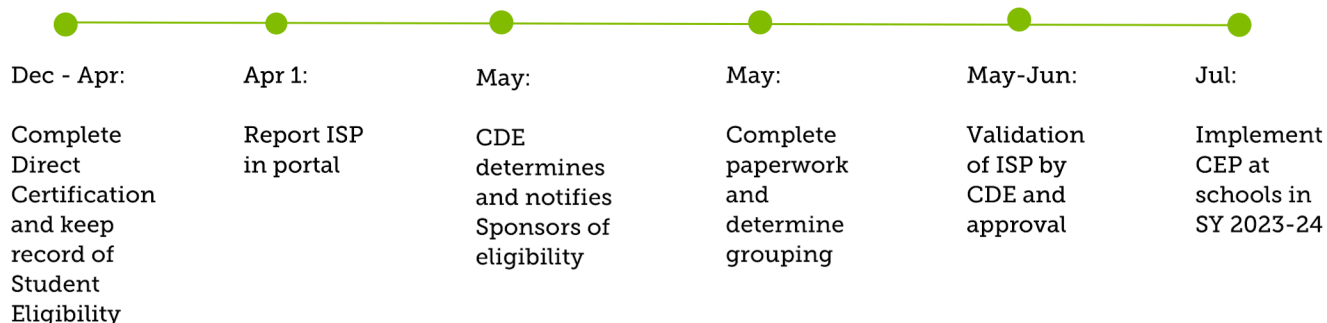 Dec - Apr:
Complete
Direct
Certification
and keep
record of
Student
Eligibility
Apr 1:
Report ISP
in portal
May:
CDE
determines
and notifies
Sponsors of
eligibility
May:
Complete
paperwork
and
determine
grouping
May-Jun:
Validation
of ISP by
CDE and
approval
Jul:
Implement
CEP at
schools in
SY 2023-24